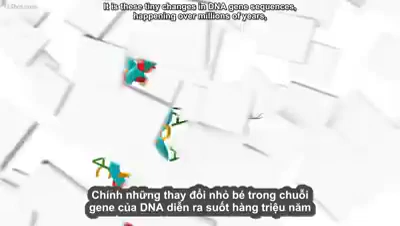 It is these tiny changes in DNA gene sequences,
happening over millions of years,
Chính những thay đổi nhỏ bé trong chuỗi
gene của DNA diễn ra suốt hàng triệu năm